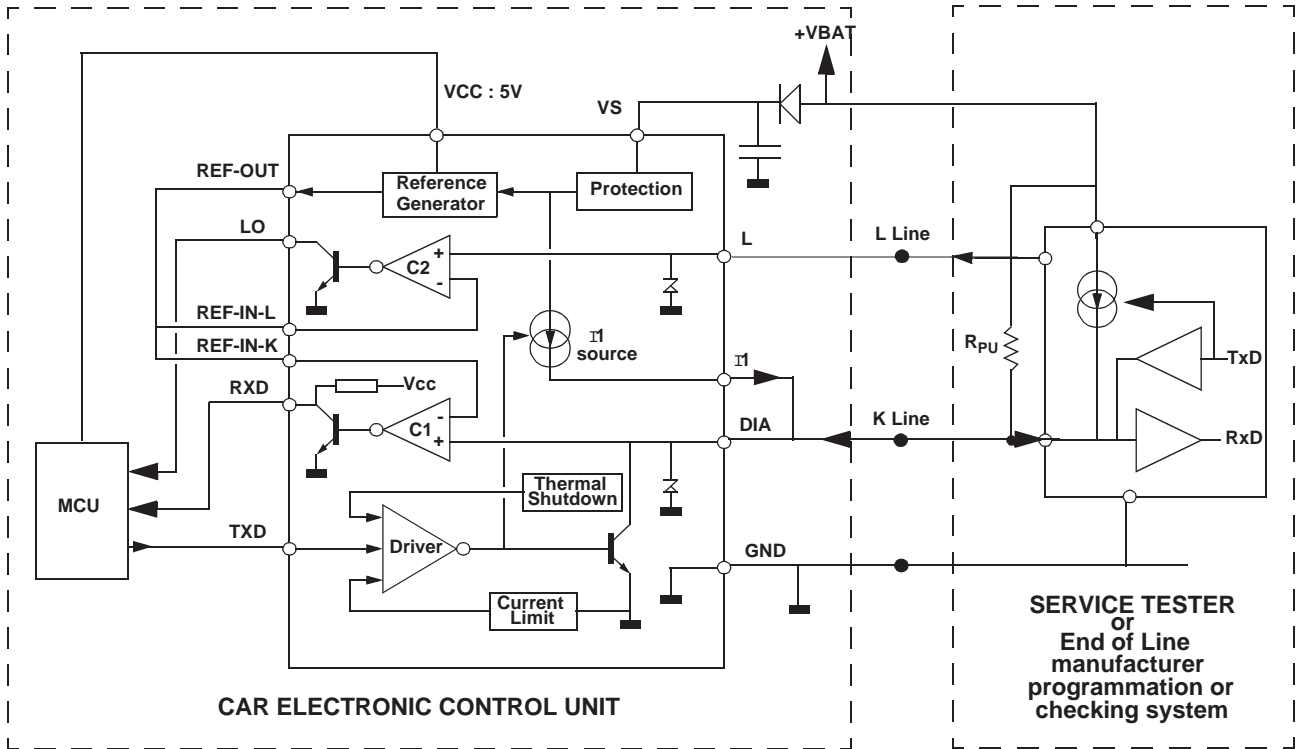 +VBAT
VCC : 5V
VS
REF-OUT
Reference
Generator
Protection
LO
L
L Line
C2
+
-
REF-IN-L
REF-IN-K
I1
source
I1
RPU
TxD
RXD
Vcc
C1
-
+
DIA
K Line
RxD
MCU
Thermal
Shutdown
TXD
Driver
GND
Current
Limit
SERVICE TESTER
or
End of Line
manufacturer
programmation or
checking system
CAR ELECTRONIC CONTROL UNIT